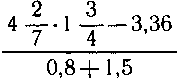 4 2/7 · 1 3/4 — 3,36
0,8 + 1,5